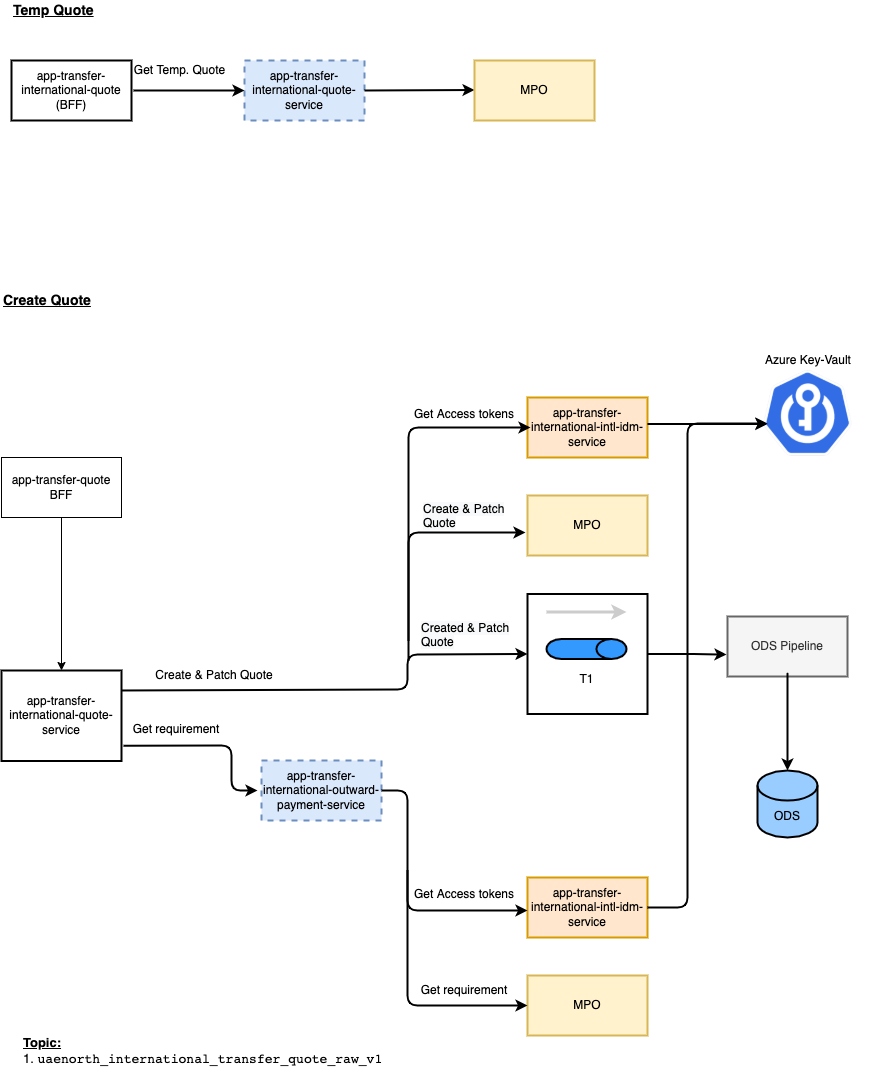 Temp Quote
app-transfer-
international-quote
(BFF)
Get Temp. Quote
app-transfer-
international-quote-
service
MPO
Create Quote
Azure Key-Vault
Get Access tokens
app-transfer-
international-intl-idm-
service
app-transfer-quote
BFF
Create & Patch
Quote
MPO
Created & Patch
Quote
T1
ODS Pipeline
Create & Patch Quote
app-transfer-
international-quote-
service
Get requirement
app-transfer-
international-outward-
payment-service
ODS
Get Access tokens
app-transfer-
international-intl-idm-
service
Get requirement
MPO
Topic:
1. uaenorth_international_transfer_quote_raw_v1